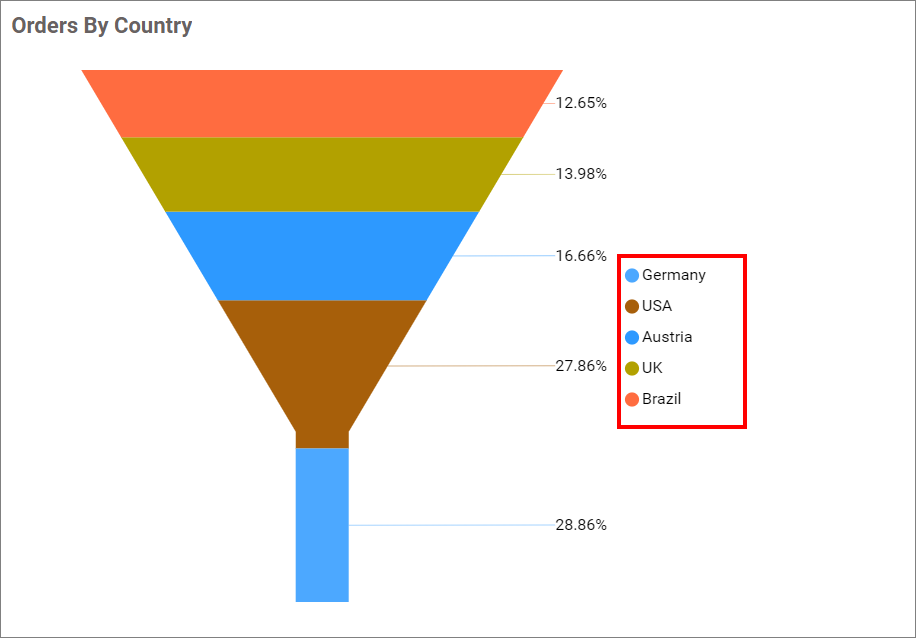 Orders By Country
12.65%
13.98%
16.66%
27.86%
28.86%
Germany
USA
Austria
UK
Brazil